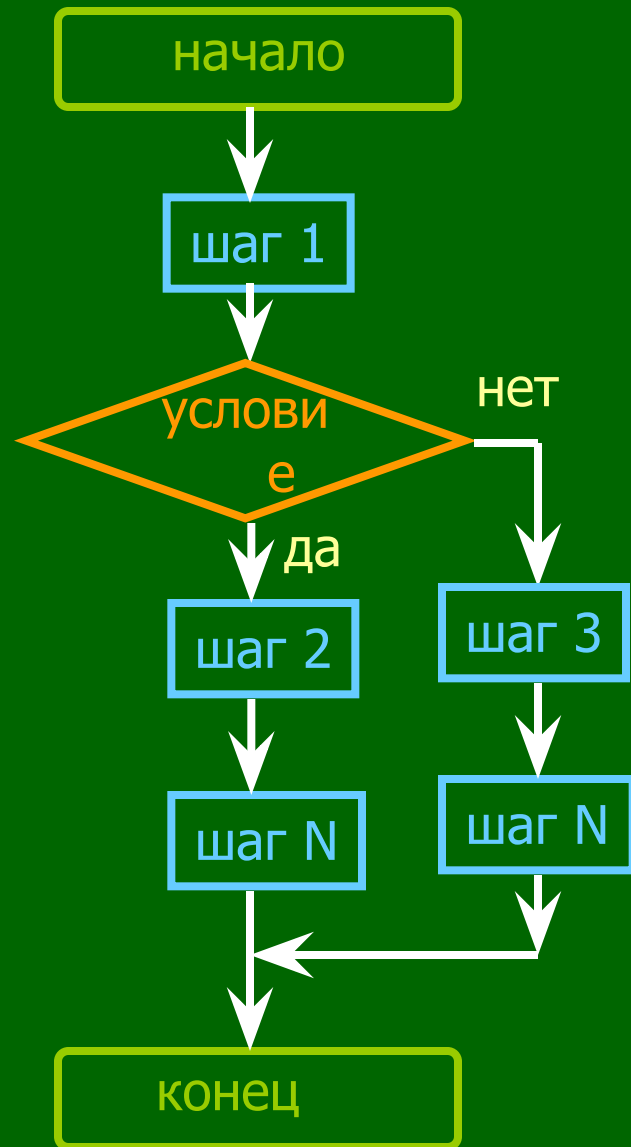 начало
шаг 1
нет
услови
е
да
шаг 3
шаг 2
шаг N
шаг N
конец